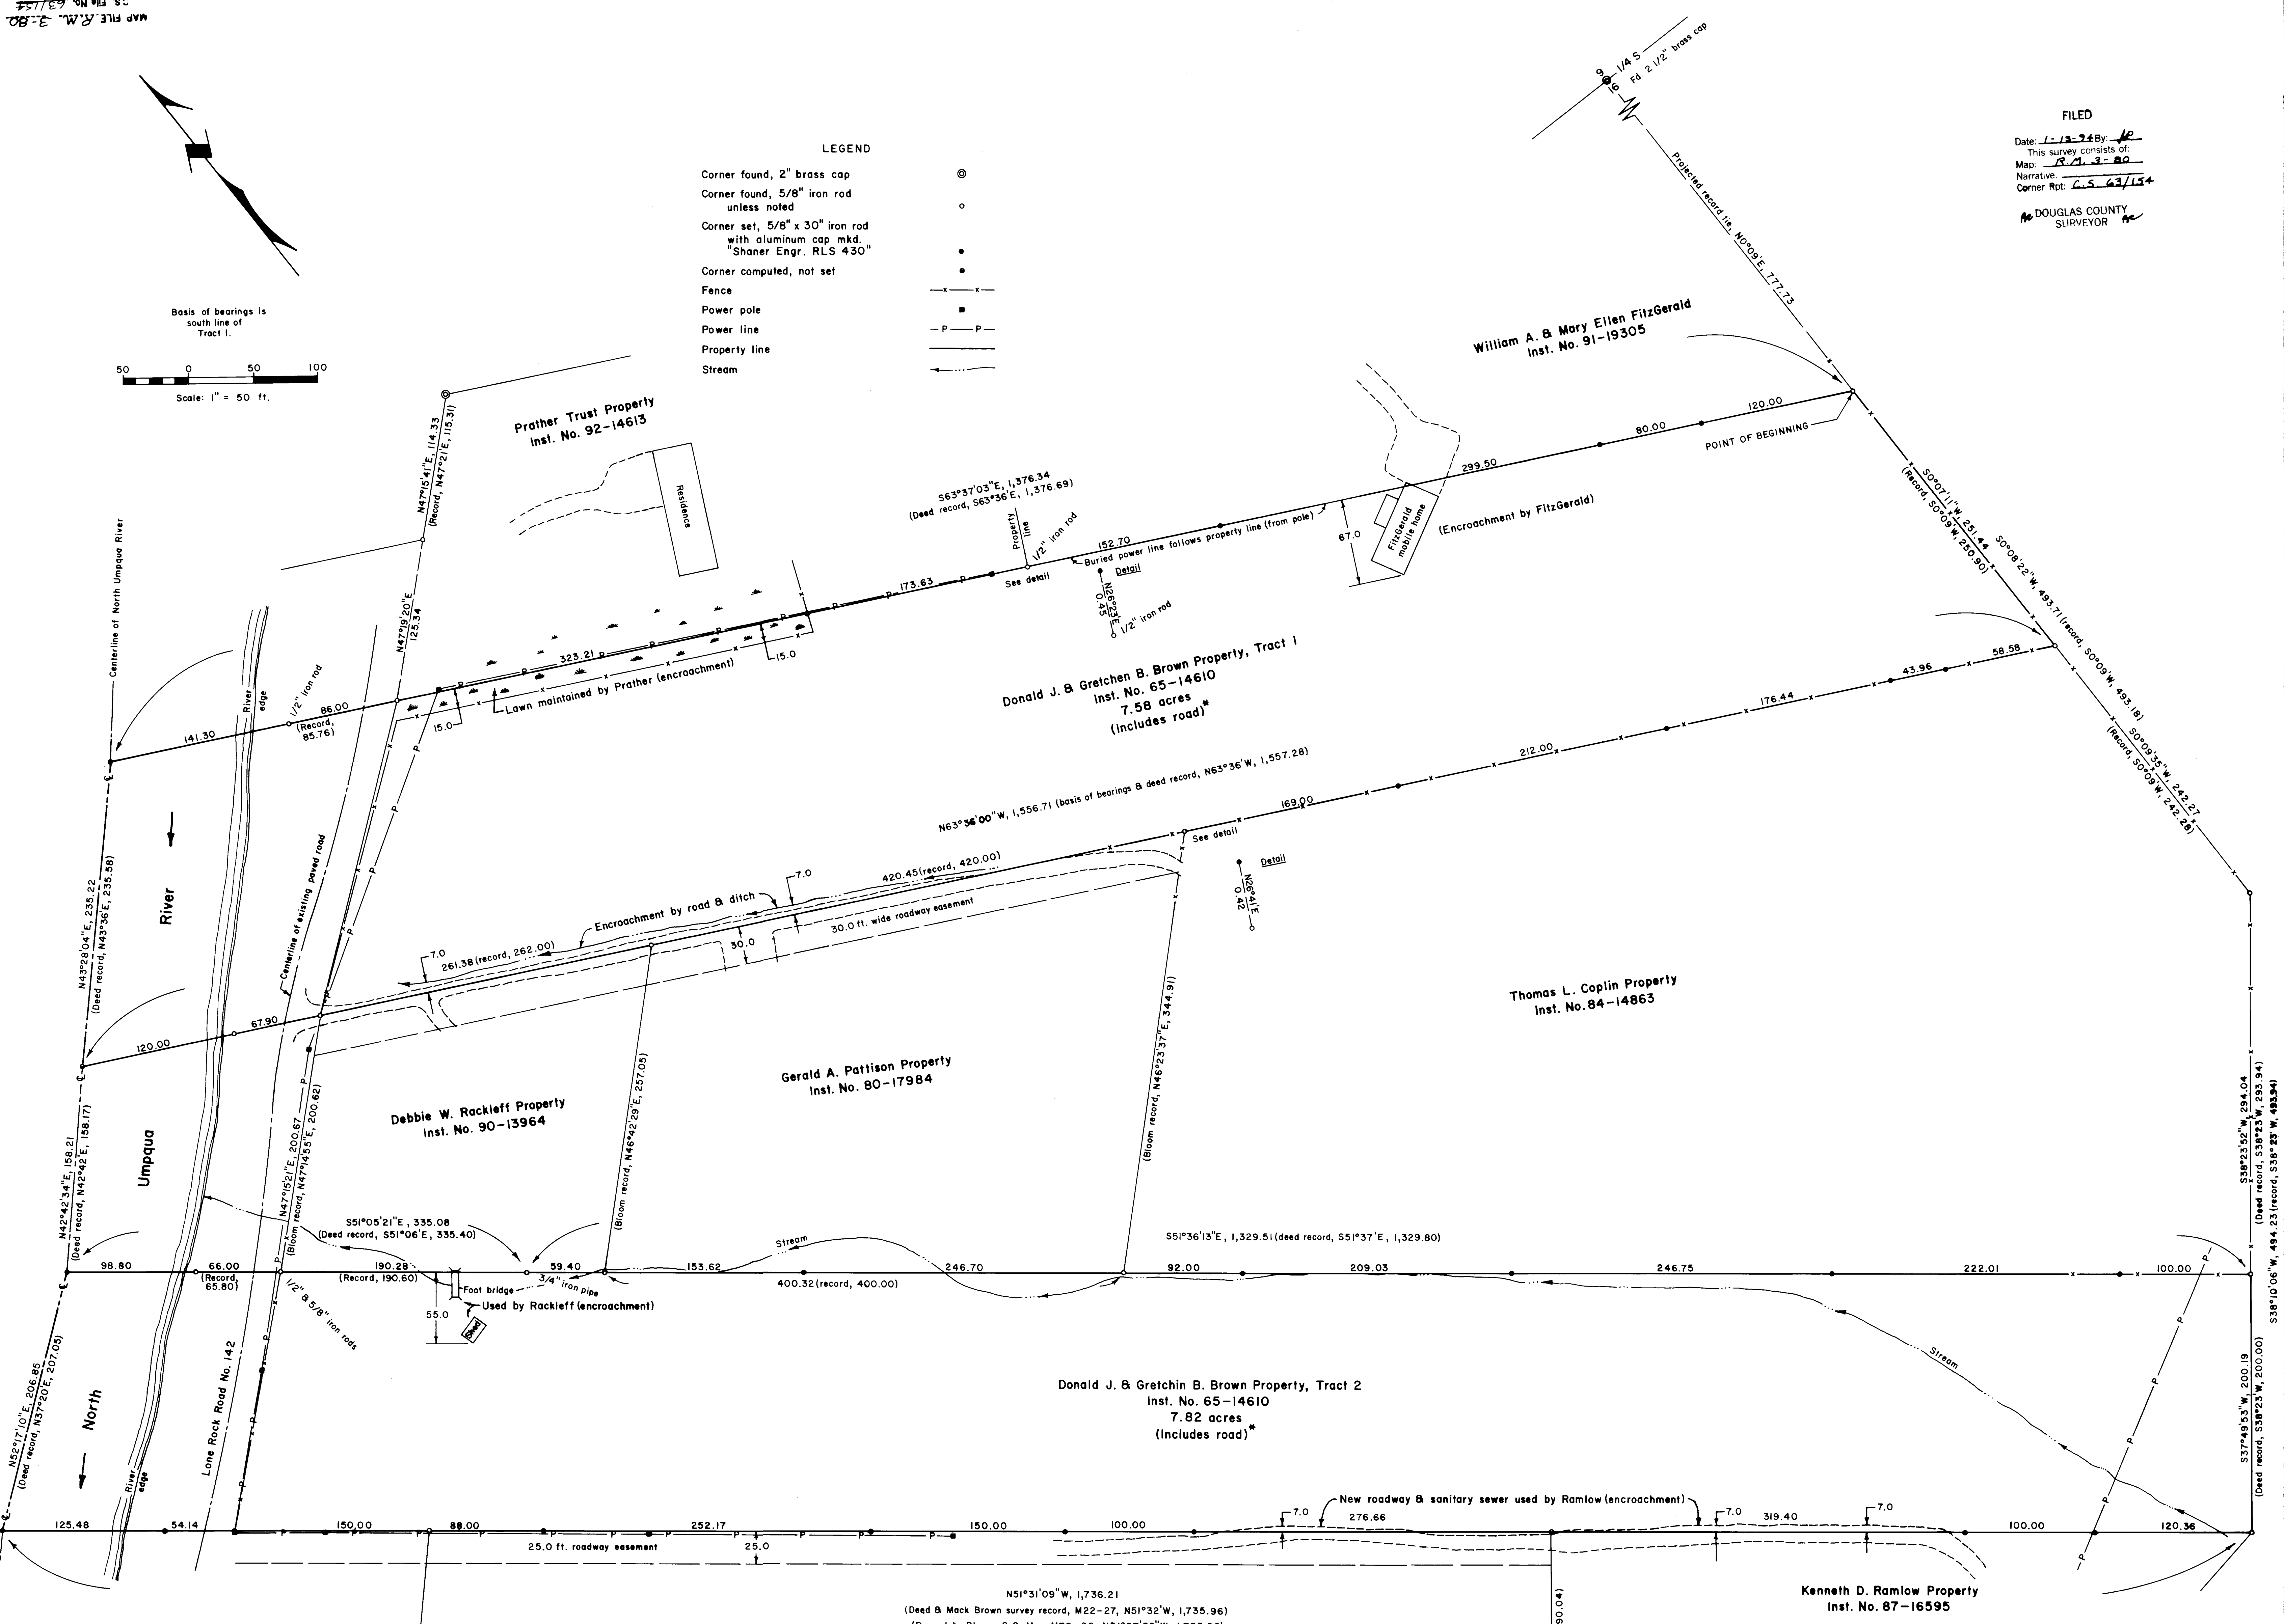 MAP FILE R.M. 3-80
C.S. File No. 63/154
9
16
1/4 S
Fd. 2 1/2" brass cap
FILED
Date: 1-13-94 By:
This survey consists of:
Map: R.M. 3-80
Narrative.
Corner Rpt: C.S. 63/154
DOUGLAS COUNTY
SURVEYOR
LEGEND
Corner found, 2" brass cap
Corner found, 5/8" iron rod
unless noted
Corner set, 5/8" x 30" iron rod
with aluminum cap mkd.
"Shaner Engr. RLS 430"
Corner computed, not set
Fence
Power pole
Power line
Property line
Stream
Basis of bearings is
south line of
Tract 1.
50 0 50 100
Scale: 1" = 50 ft.
Projected record tie, N0°09'E, 777.73
William A. & Mary Ellen FitzGerald
Inst. No. 91-19305
POINT OF BEGINNING
120.00
80.00
299.50
Prather Trust Property
Inst. No. 92-14613
Residence
N47°15'41"E, 114.33
(Record, N47°21'E, 115.31)
N47°19'20"E
125.34
S63°37'03"E, 1,376.34
(Deed record, S63°36'E, 1,376.69)
Property
line
1/2" iron rod
152.70
Buried power line follows property line (from pole)
See detail
Detail
N26°23'E
0.45
1/2" iron rod
67.0
FitzGerald
mobile home
(Encroachment by FitzGerald)
S0°07'11"W, 251.44
(Record, S0°09'W, 250.90)
S0°08'22"W, 493.71 (record, S0°09'W, 493.18)
S0°09'35"W, 242.27
(Record, S0°09'W, 242.28)
173.63
323.21
15.0
15.0
Lawn maintained by Prather (encroachment)
Centerline of North Umpqua River
River
edge
1/2" iron rod
141.30
86.00
(Record,
85.76)
Donald J. & Gretchen B. Brown Property, Tract 1
Inst. No. 65-14610
7.58 acres
(Includes road)*
58.58
43.96
176.44
212.00
169.00
N63°36'00"W, 1,556.71 (basis of bearings & deed record, N63°36'W, 1,557.28)
See detail
Detail
N26°41'E
0.42
420.45 (record, 420.00)
7.0
Encroachment by road & ditch
30.0 ft. wide roadway easement
30.0
7.0
261.38 (record, 262.00)
Centerline of existing paved road
N43°28'04"E, 235.22
(Deed record, N43°36'E, 235.58)
River
67.90
120.00
Thomas L. Coplin Property
Inst. No. 84-14863
Gerald A. Pattison Property
Inst. No. 80-17984
Debbie W. Rackleff Property
Inst. No. 90-13964
(Bloom record, N46°23'37"E, 344.91)
(Bloom record, N46°42'29"E, 257.05)
N47°15'21"E, 200.67
(Bloom record, N47°14'55"E, 200.62)
N42°42'34"E, 158.21
(Deed record, N42°42'E, 158.17)
Umpqua
S38°23'52"W, 294.04
(Deed record, S38°23'W, 293.94)
S38°10'06"W, 494.23 (record, S38°23'W, 493.94)
S51°05'21"E, 335.08
(Deed record, S51°06'E, 335.40)
Stream
S51°36'13"E, 1,329.51 (deed record, S51°37'E, 1,329.80)
98.80
66.00
(Record,
65.80)
190.28
(Record, 190.60)
59.40
3/4" iron pipe
153.62
246.70
400.32 (record, 400.00)
92.00
209.03
246.75
222.01
100.00
Foot bridge
Used by Rackleff (encroachment)
55.0
Shed
1/2" & 5/8" iron rods
N52°17'10"E, 206.85
(Deed record, N37°20'E, 207.05)
North
River
edge
Lone Rock Road No. 142
Stream
S37°49'53"W, 200.19
(Deed record, S38°23'W, 200.00)
Donald J. & Gretchin B. Brown Property, Tract 2
Inst. No. 65-14610
7.82 acres
(Includes road)*
New roadway & sanitary sewer used by Ramlow (encroachment)
7.0
7.0
7.0
125.48
54.14
150.00
88.00
252.17
150.00
100.00
276.66
319.40
100.00
120.36
25.0 ft. roadway easement
25.0
N51°31'09"W, 1,736.21
(Deed & Mack Brown survey record, M22-27, N51°32'W, 1,735.96)
90.04)
Kenneth D. Ramlow Property
Inst. No. 87-16595